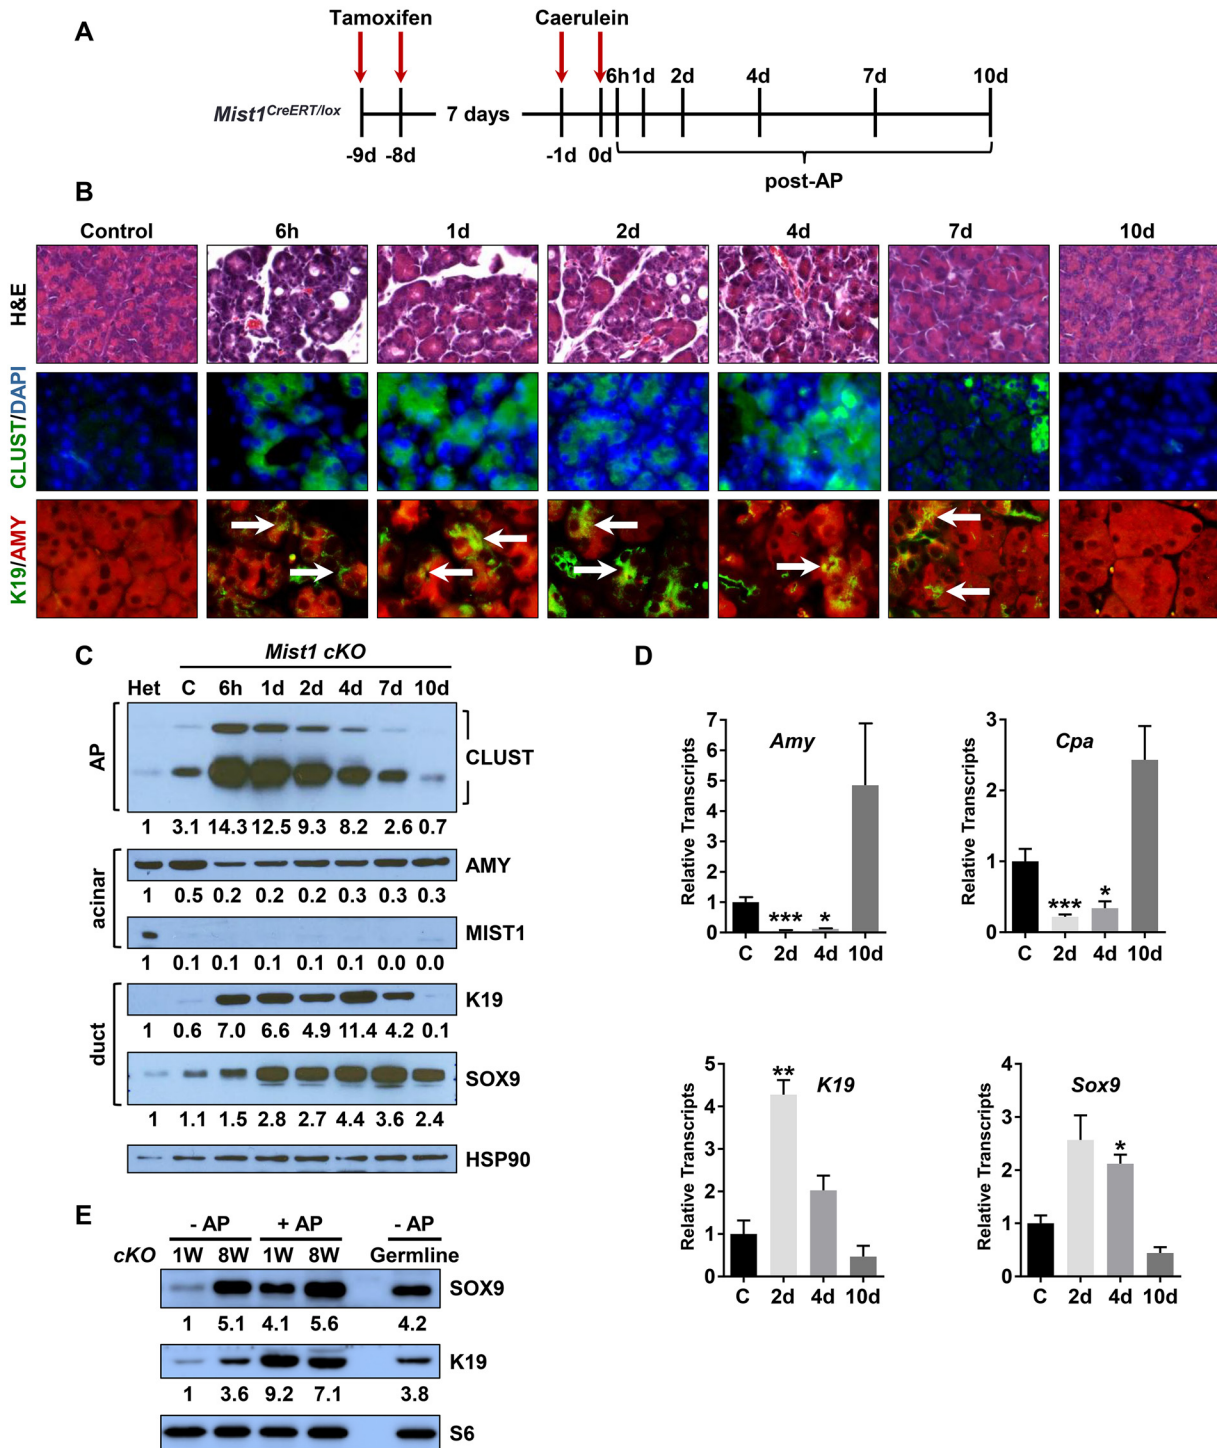 A
Tamoxifen
Caerulein
6h 1d 2d 4d 7d 10d
Mist1CreERT/lox
7 days
-9d -8d -1d 0d
post-AP
B
Control 6h 1d 2d 4d 7d 10d
H&E
CLUST/DAPI
K19/AMY
C
Mist1 cKO
Het C 6h 1d 2d 4d 7d 10d
AP
CLUST
1 3.1 14.3 12.5 9.3 8.2 2.6 0.7
acinar
AMY
1 0.5 0.2 0.2 0.2 0.3 0.3 0.3
MIST1
1 0.1 0.1 0.1 0.1 0.1 0.0 0.0
duct
K19
1 0.6 7.0 6.6 4.9 11.4 4.2 0.1
SOX9
1 1.1 1.5 2.8 2.7 4.4 3.6 2.4
HSP90
D
Amy
Relative Transcripts
7
6
5
4
3
2
1
0
*** *
C 2d 4d 10d
Cpa
Relative Transcripts
3
2
1
0
*** *
C 2d 4d 10d
K19
Relative Transcripts
5
4
3
2
1
0
**
C 2d 4d 10d
Sox9
Relative Transcripts
4
3
2
1
0
*
C 2d 4d 10d
E
- AP + AP - AP
cKO 1W 8W 1W 8W Germline
SOX9
1 5.1 4.1 5.6 4.2
K19
1 3.6 9.2 7.1 3.8
S6